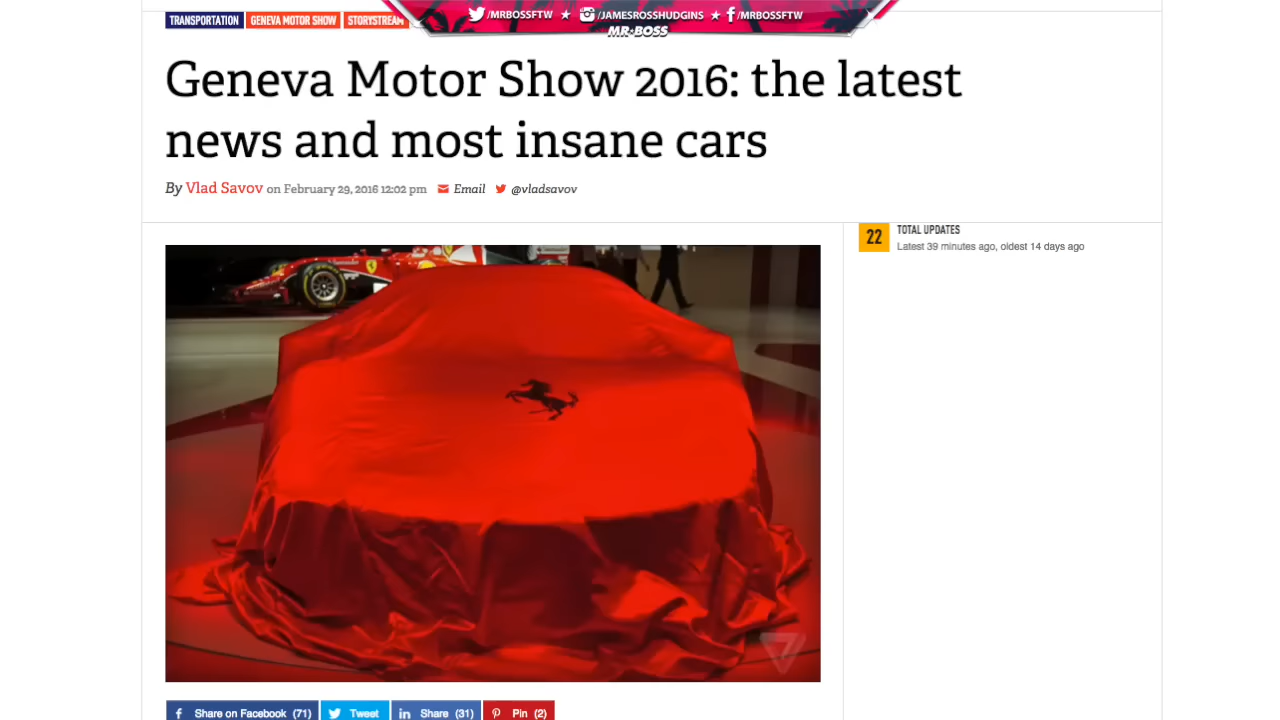 TRANSPORTATION GENEVA MOTOR SHOW STORYSTREAM
/MRBOSSFTW ★ /JAMESROSSHUDGINS ★ /MRBOSSFTW
MR·BOSS
Geneva Motor Show 2016: the latest
news and most insane cars
By Vlad Savov on February 29, 2016 12:02 pm Email @vladsavov
22 TOTAL UPDATES
Latest 39 minutes ago, oldest 14 days ago
Share on Facebook (71) Tweet Share (31) Pin (2)